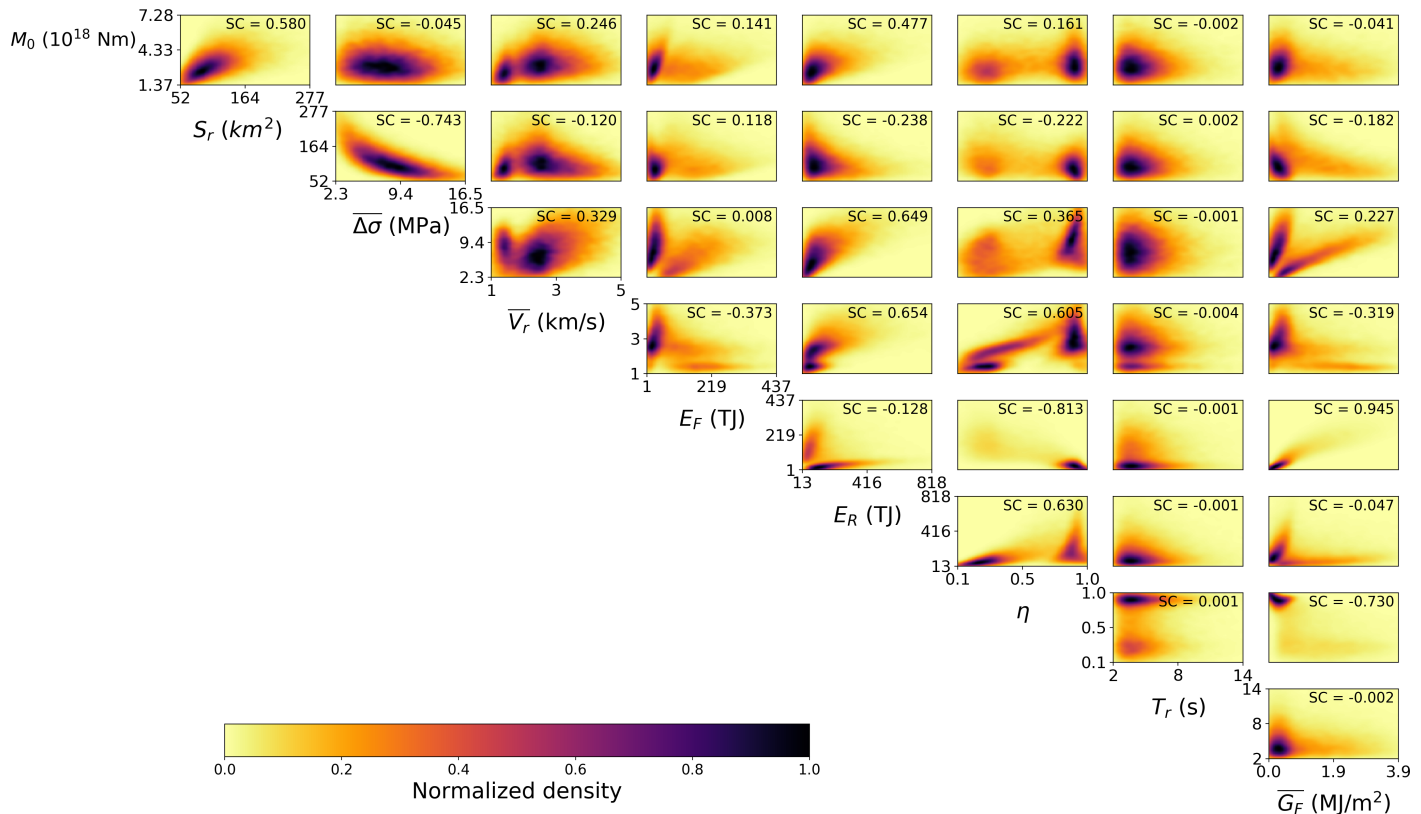 7.28
M₀ (10¹⁸ Nm)
4.33
1.37
SC = 0.580
SC = -0.045
SC = 0.246
SC = 0.141
SC = 0.477
SC = 0.161
SC = -0.002
SC = -0.041
52 164 277
Sᵣ (km²)
277
164
52
SC = -0.743
SC = -0.120
SC = 0.118
SC = -0.238
SC = -0.222
SC = 0.002
SC = -0.182
2.3 9.4 16.5
Δσ̅ (MPa)
16.5
9.4
2.3
SC = 0.329
SC = 0.008
SC = 0.649
SC = 0.365
SC = -0.001
SC = 0.227
1 3 5
V̅ᵣ (km/s)
5
3
1
SC = -0.373
SC = 0.654
SC = 0.605
SC = -0.004
SC = -0.319
1 219 437
E_F (TJ)
437
219
1
SC = -0.128
SC = -0.813
SC = -0.001
SC = 0.945
13 416 818
E_R (TJ)
818
416
13
SC = 0.630
SC = -0.001
SC = -0.047
0.1 0.5 1.0
η
1.0
0.5
0.1
SC = 0.001
SC = -0.730
2 8 14
Tᵣ (s)
14
8
2
SC = -0.002
0.0 1.9 3.9
G̅_F (MJ/m²)
0.0 0.2 0.4 0.6 0.8 1.0
Normalized density